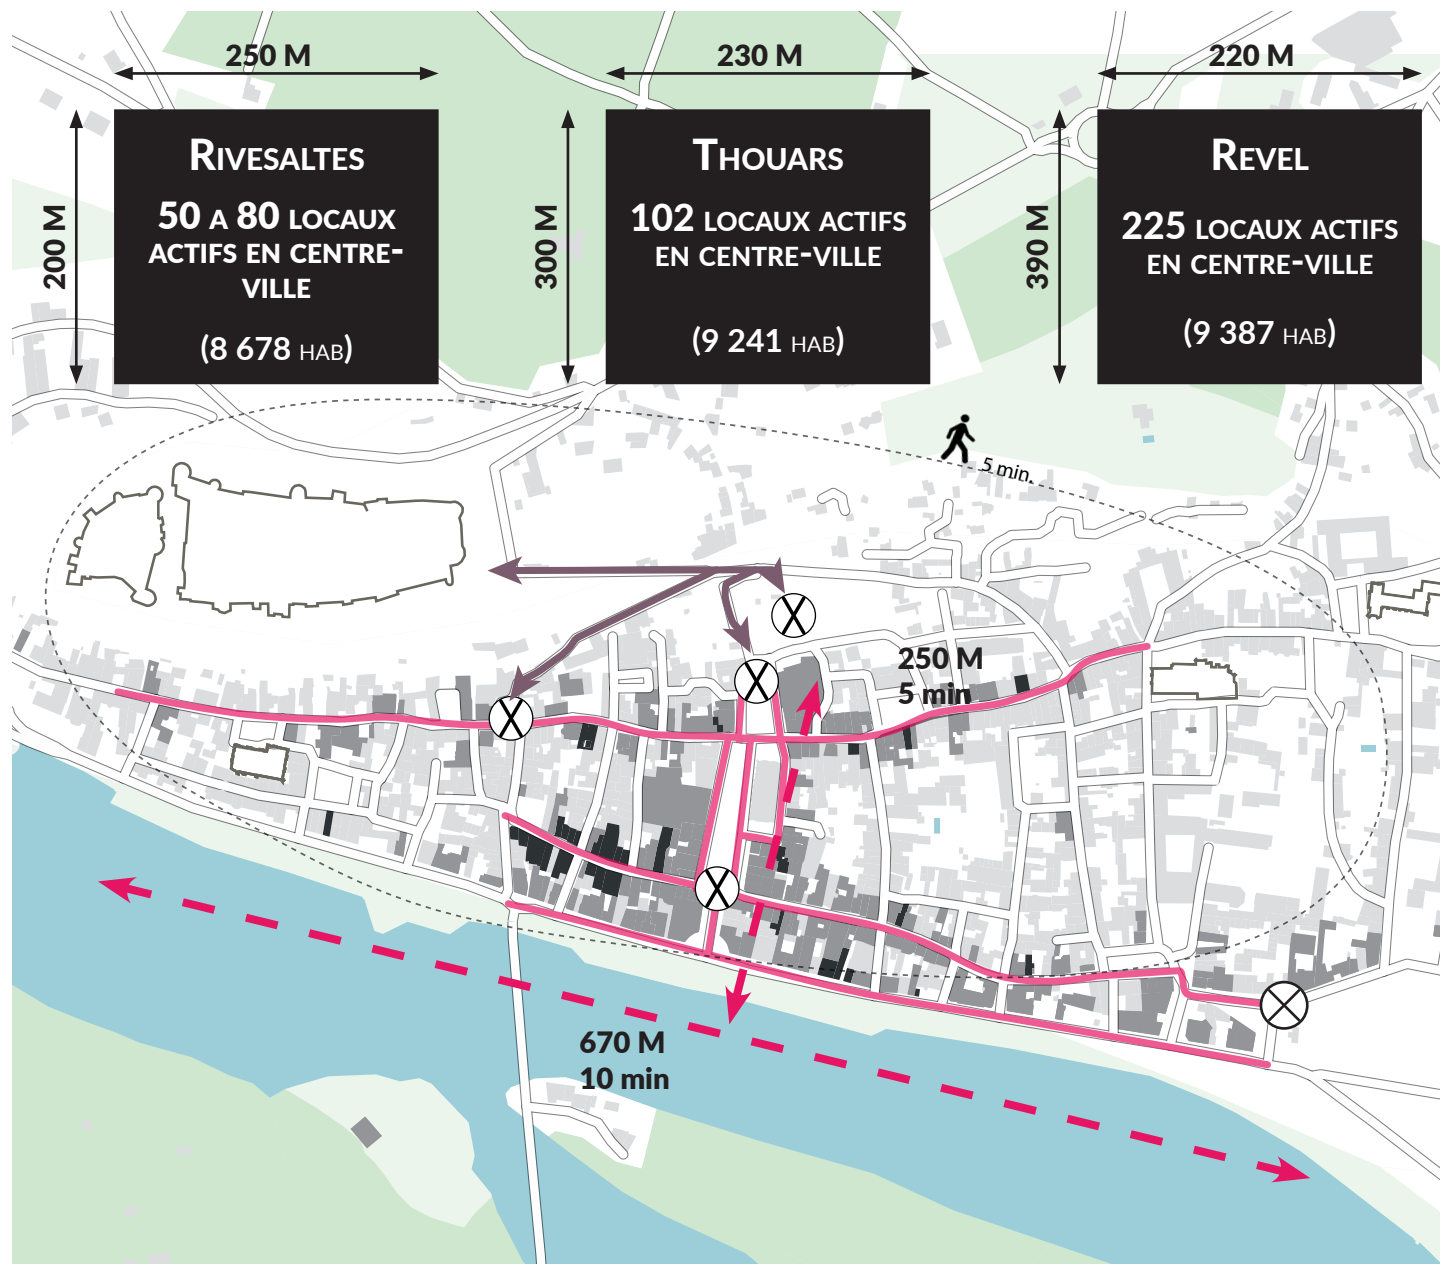 250 M
230 M
220 M
200 M
RIVESALTES
50 A 80 LOCAUX
ACTIFS EN CENTRE-
VILLE
(8 678 HAB)
300 M
THOUARS
102 LOCAUX ACTIFS
EN CENTRE-VILLE
(9 241 HAB)
390 M
REVEL
225 LOCAUX ACTIFS
EN CENTRE-VILLE
(9 387 HAB)
5 min.
250 M
5 min
670 M
10 min